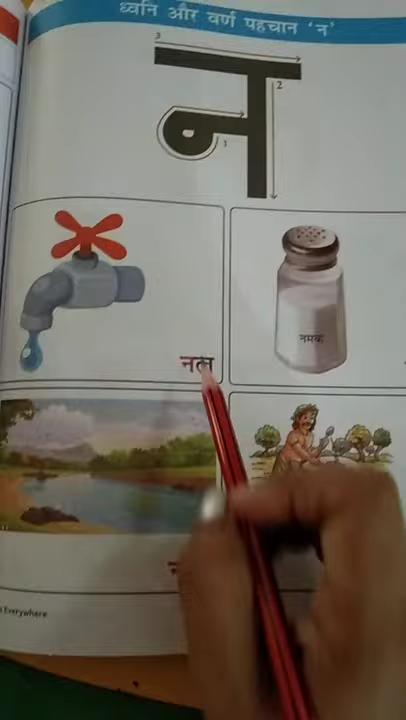 ध्वनि और वर्ण पहचान 'न'
3
न
2
1
नल
नमक
Everywhere